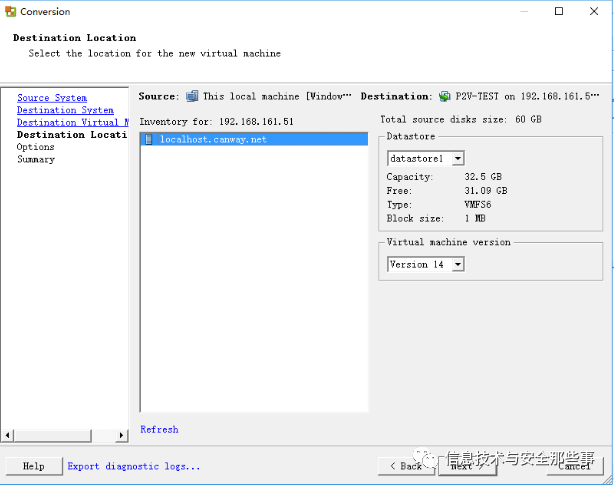 Conversion
Destination Location
Select the location for the new virtual machine
Source System
Destination System
Destination Virtual M
Destination Locati
Options
Summary
Source: This local machine [Window··· Destination: P2V-TEST on 192.168.161.5···
Inventory for: 192.168.161.51
localhost.canway.net
Refresh
Total source disks size: 60 GB
Datastore
datastore1
Capacity: 32.5 GB
Free: 31.09 GB
Type: VMFS6
Block size: 1 MB
Virtual machine version
Version 14
Help
Export diagnostic logs...
< Back
Next >
Cancel
信息技术与安全那些事